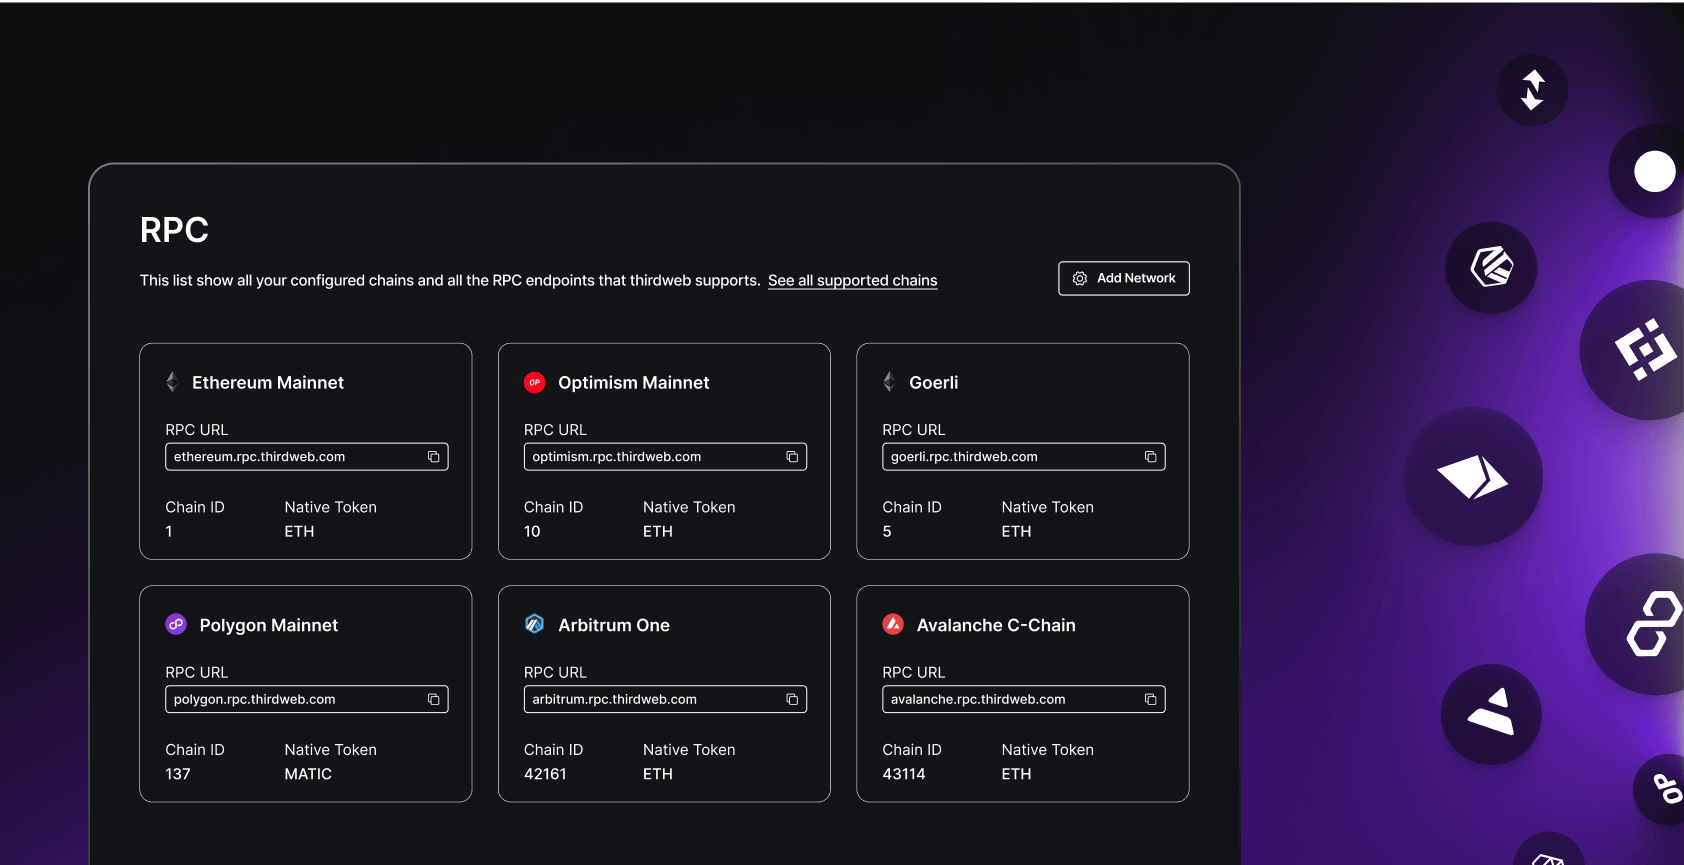 RPC
This list show all your configured chains and all the RPC endpoints that thirdweb supports. See all supported chains
Add Network
Ethereum Mainnet
RPC URL
ethereum.rpc.thirdweb.com
Chain ID Native Token
1 ETH
OP Optimism Mainnet
RPC URL
optimism.rpc.thirdweb.com
Chain ID Native Token
10 ETH
Goerli
RPC URL
goerli.rpc.thirdweb.com
Chain ID Native Token
5 ETH
Polygon Mainnet
RPC URL
polygon.rpc.thirdweb.com
Chain ID Native Token
137 MATIC
Arbitrum One
RPC URL
arbitrum.rpc.thirdweb.com
Chain ID Native Token
42161 ETH
Avalanche C-Chain
RPC URL
avalanche.rpc.thirdweb.com
Chain ID Native Token
43114 ETH
OP